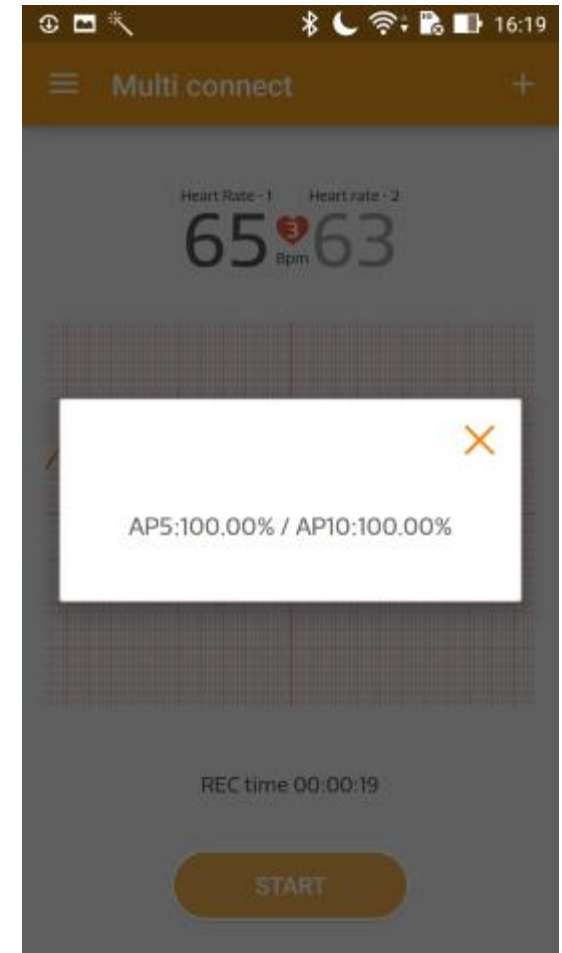 16:19
Multi connect
Heart Rate - 1 Heart rate - 2
65 3 63
Bpm
AP5:100.00% / AP10:100.00%
REC time 00:00:19
START